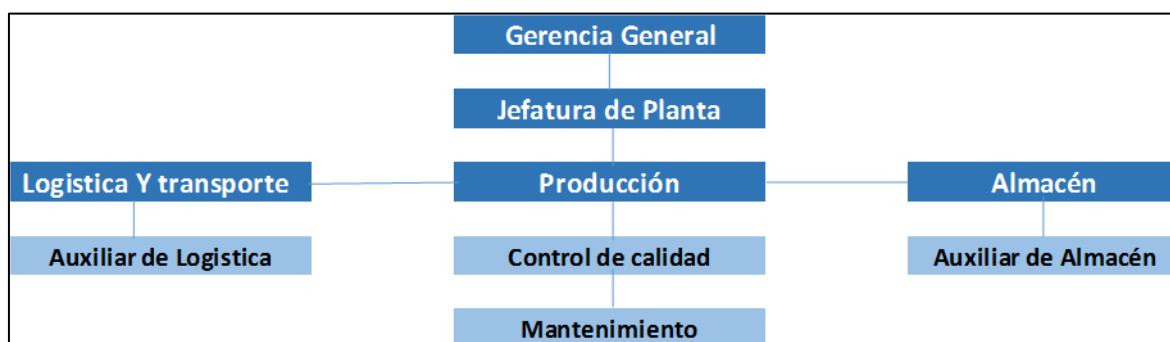 Gerencia General
Jefatura de Planta
Logistica Y transporte
Producción
Almacén
Auxiliar de Logistica
Control de calidad
Auxiliar de Almacén
Mantenimiento